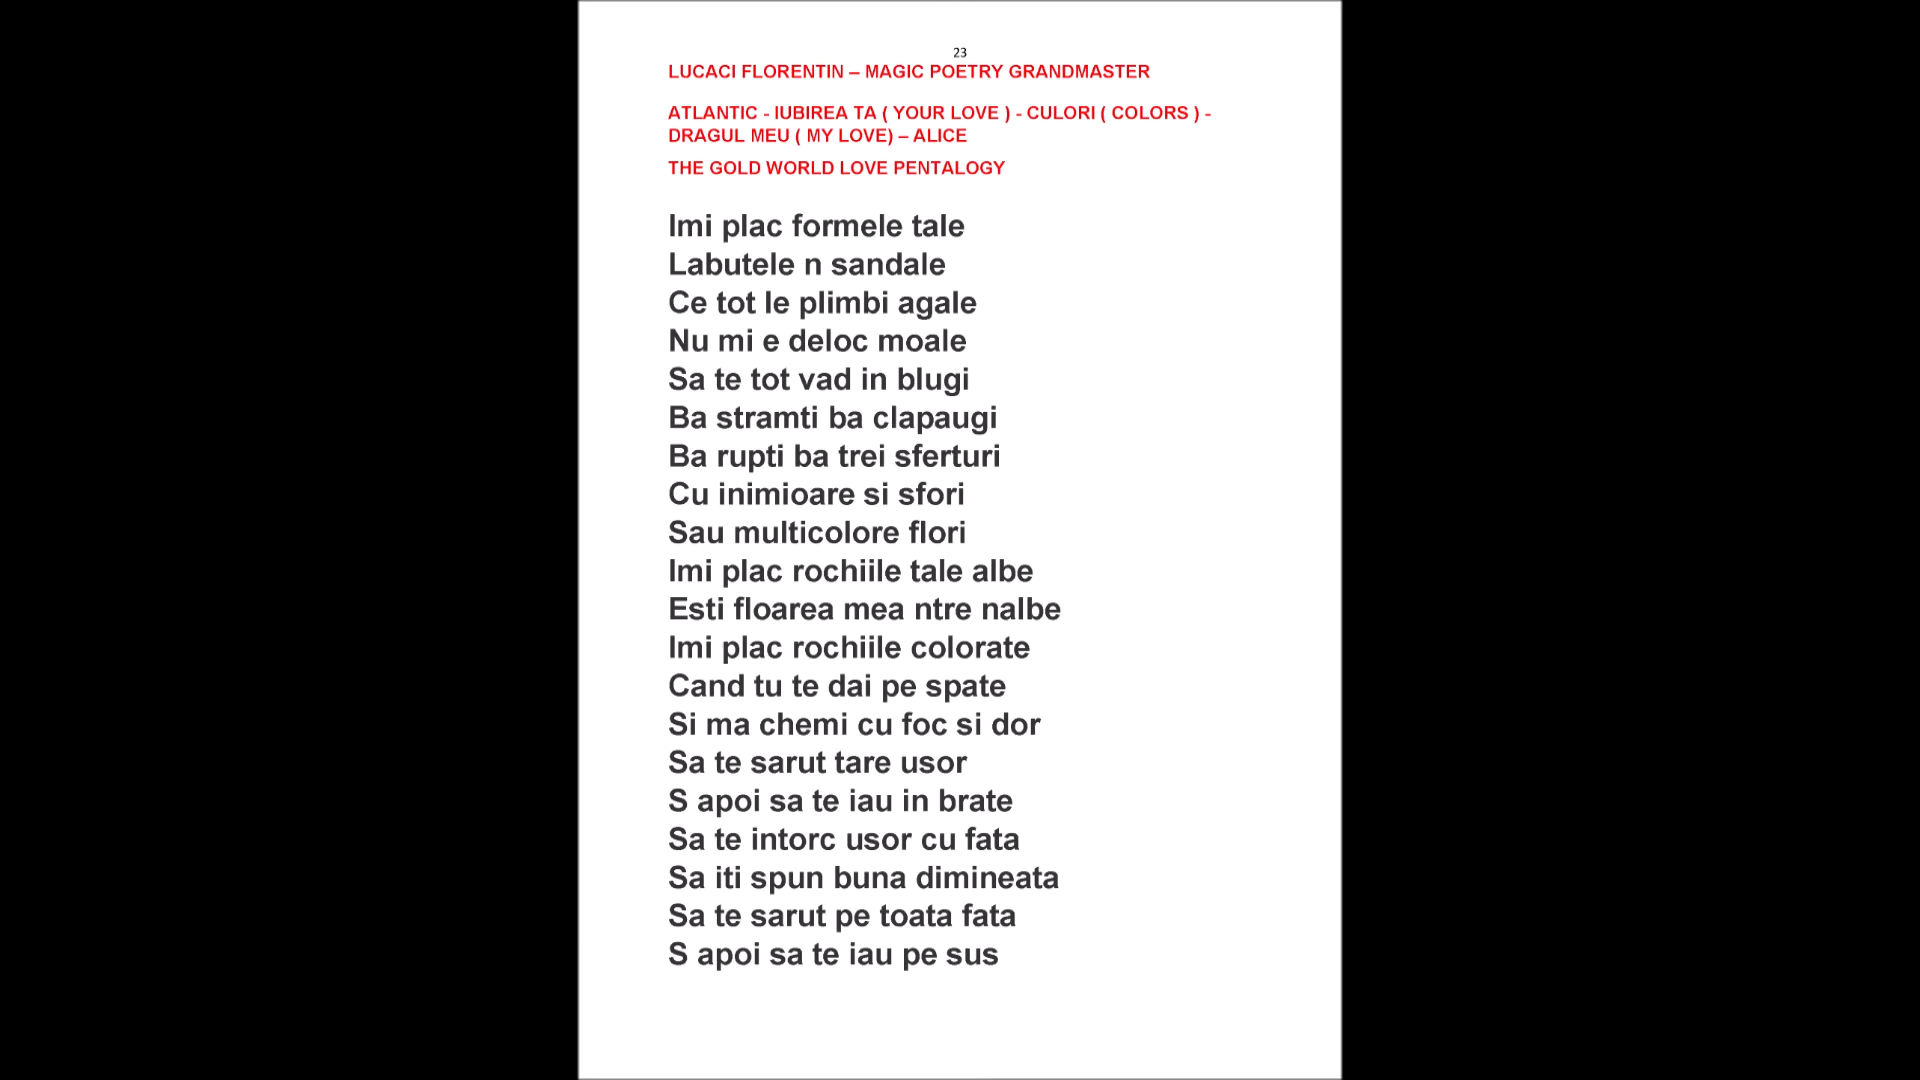 23
LUCACI FLORENTIN – MAGIC POETRY GRANDMASTER
ATLANTIC - IUBIREA TA ( YOUR LOVE ) - CULORI ( COLORS ) -
DRAGUL MEU ( MY LOVE) – ALICE
THE GOLD WORLD LOVE PENTALOGY
Imi plac formele tale
Labutele n sandale
Ce tot le plimbi agale
Nu mi e deloc moale
Sa te tot vad in blugi
Ba stramti ba clapaugi
Ba rupti ba trei sferturi
Cu inimioare si sfori
Sau multicolore flori
Imi plac rochiile tale albe
Esti floarea mea ntre nalbe
Imi plac rochiile colorate
Cand tu te dai pe spate
Si ma chemi cu foc si dor
Sa te sarut tare usor
S apoi sa te iau in brate
Sa te intorc usor cu fata
Sa iti spun buna dimineata
Sa te sarut pe toata fata
S apoi sa te iau pe sus